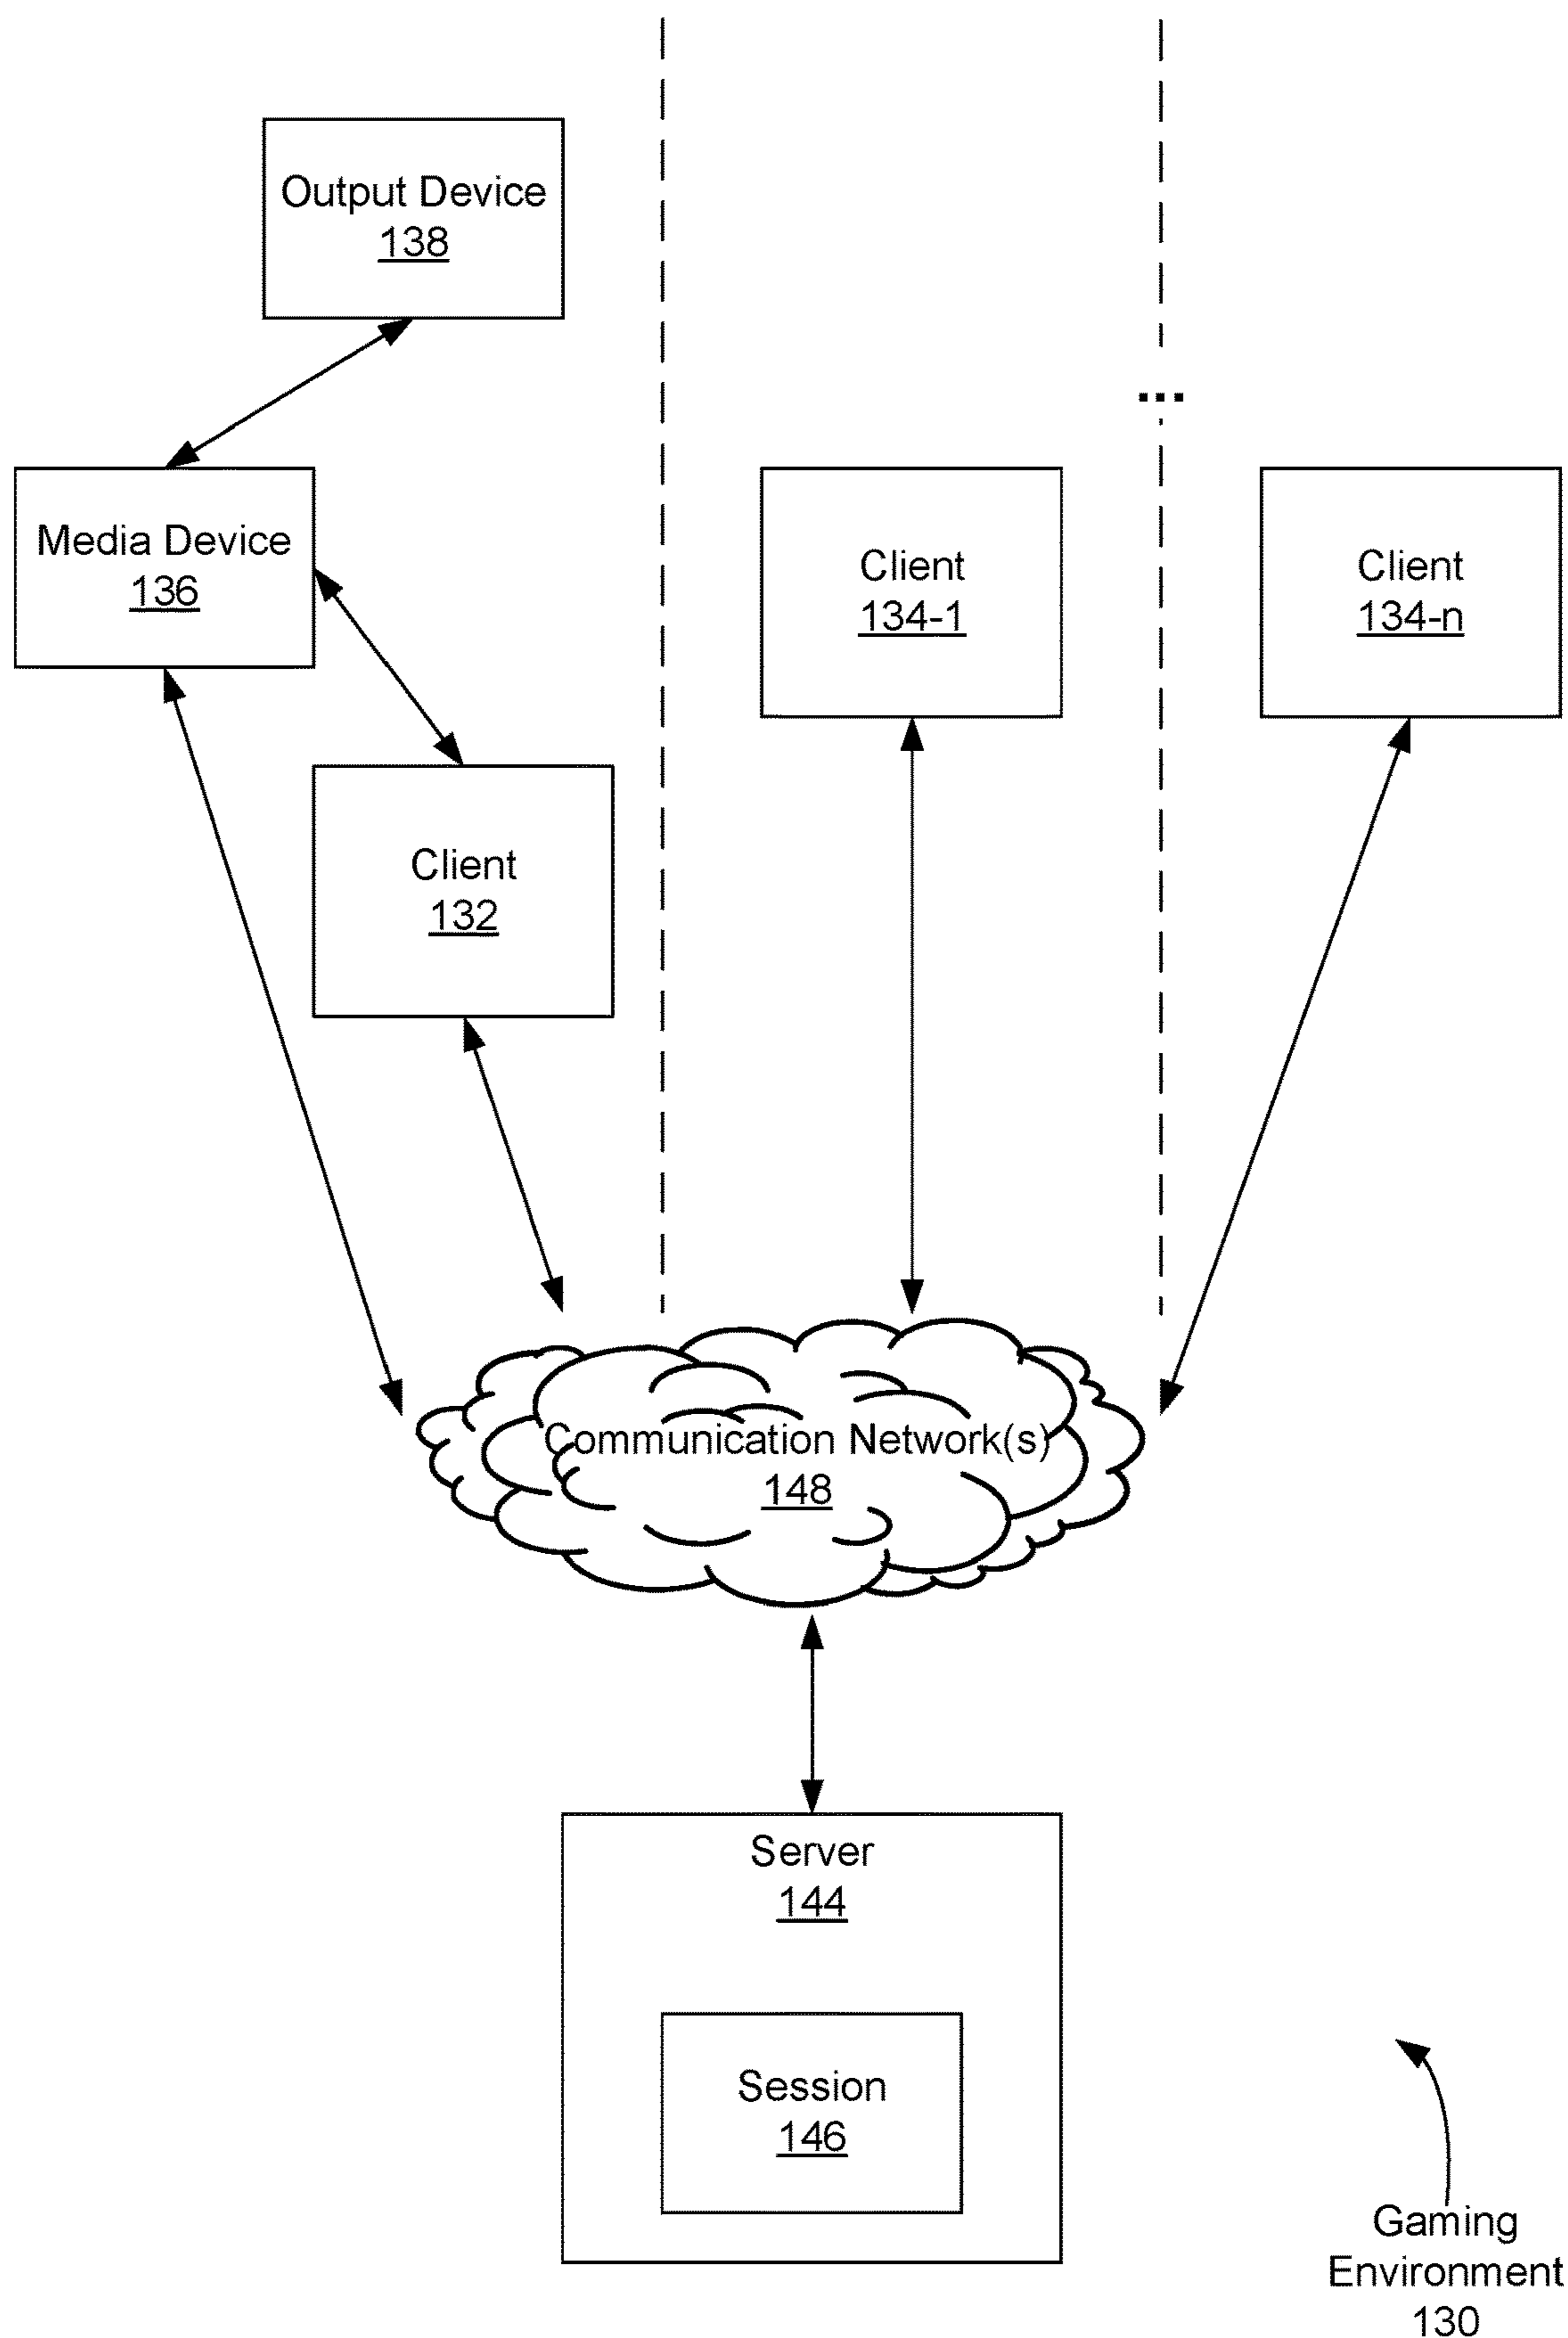 Output Device
138
...
Media Device
136
Client
134-1
Client
134-n
Client
132
Communication Network(s)
148
Server
144
Session
146
Gaming
Environment
130